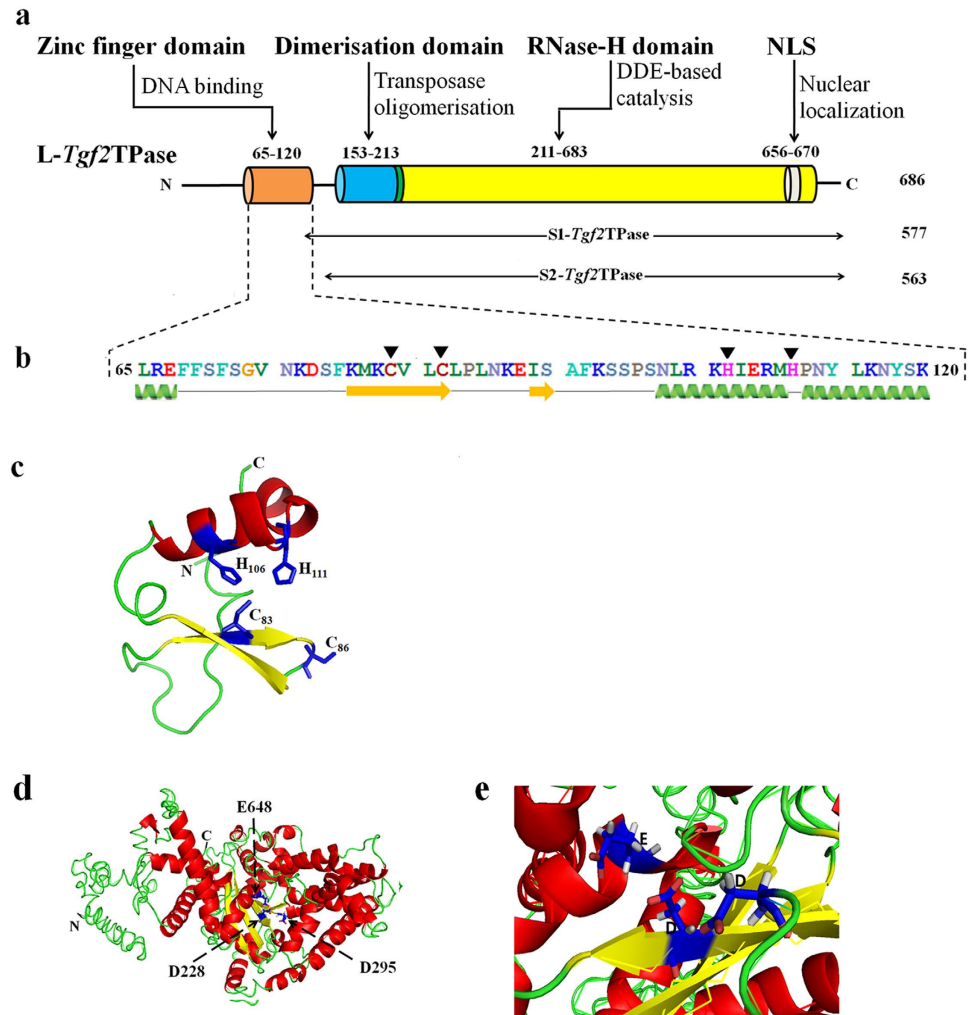 a
Zinc finger domain Dimerisation domain RNase-H domain NLS
DNA binding Transposase oligomerisation DDE-based catalysis Nuclear localization
L-Tgf2TPase 65-120 153-213 211-683 656-670
N C 686
S1-Tgf2TPase 577
S2-Tgf2TPase 563
b
65 LREFFSFSGV NKDSFKMKCV LCLPLNKEIS AFKSSPSNLR KHIERMHPNY LKNYSK 120
c
C
N H106 H111
C83
C86
d
E648
C
N
D228 D295
e
E
D
D